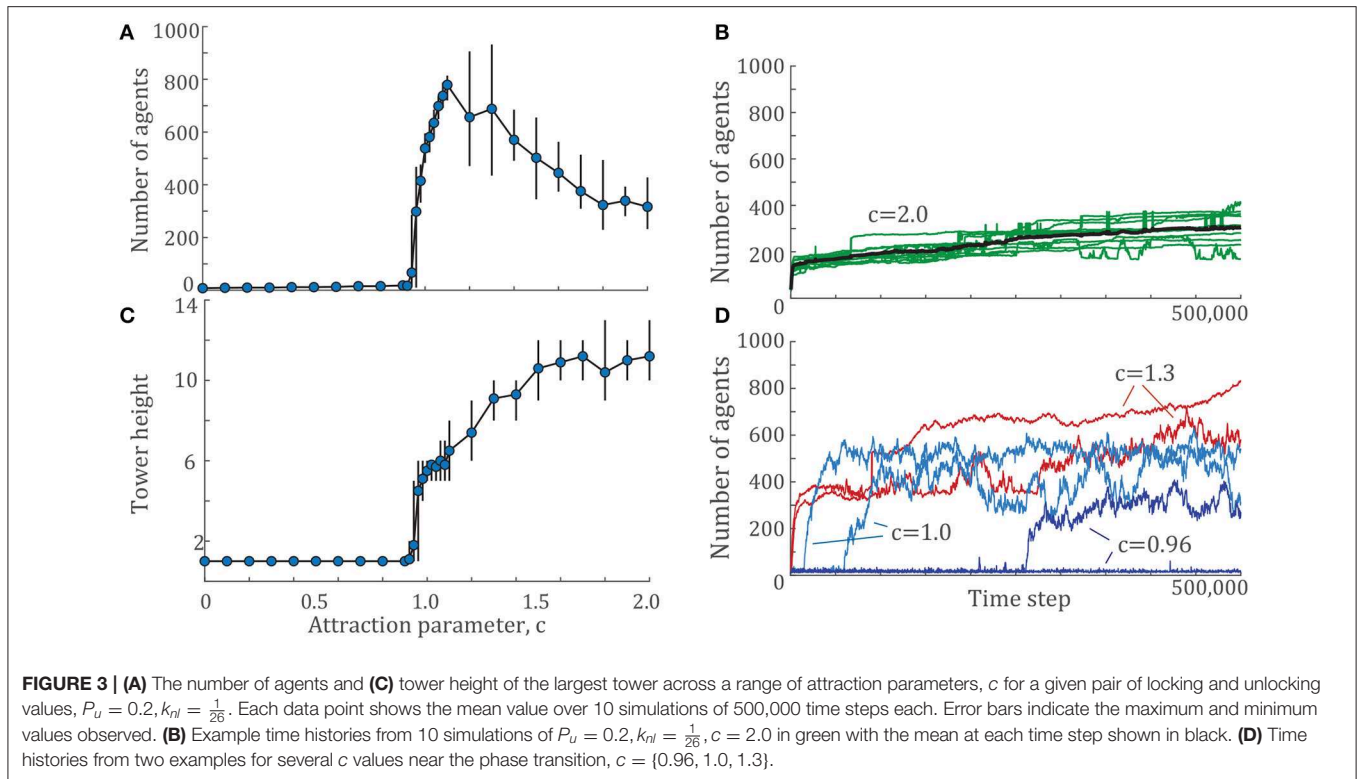 A
1000
800
600
400
200
0
Number of agents
B
1000
800
600
400
200
0
Number of agents
c=2.0
500,000
C
14
10
6
2
Tower height
0
0.5
1.0
1.5
2.0
Attraction parameter, c
D
1000
800
600
400
200
0
Number of agents
c=1.3
c=1.0
c=0.96
Time step
500,000
FIGURE 3 | (A) The number of agents and (C) tower height of the largest tower across a range of attraction parameters, c for a given pair of locking and unlocking
values, Pᵤ = 0.2, kₙₗ = 1/26. Each data point shows the mean value over 10 simulations of 500,000 time steps each. Error bars indicate the maximum and minimum
values observed. (B) Example time histories from 10 simulations of Pᵤ = 0.2, kₙₗ = 1/26, c = 2.0 in green with the mean at each time step shown in black. (D) Time
histories from two examples for several c values near the phase transition, c = {0.96, 1.0, 1.3}.